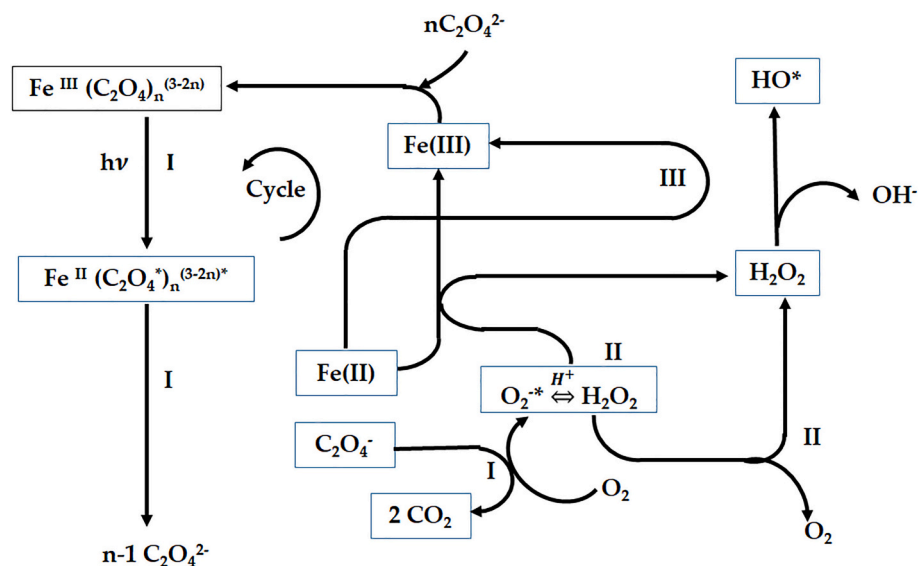 nC₂O₄²⁻
Fe ᴵᴵᴵ (C₂O₄)ₙ⁽³⁻²ⁿ⁾
HO*
Fe(III)
hν
I
Cycle
III
OH⁻
Fe ᴵᴵ (C₂O₄*)ₙ⁽³⁻²ⁿ⁾*
H₂O₂
I
Fe(II)
II
O₂⁻* ⇔ H⁺ H₂O₂
C₂O₄⁻
II
I
O₂
2 CO₂
O₂
n-1 C₂O₄²⁻